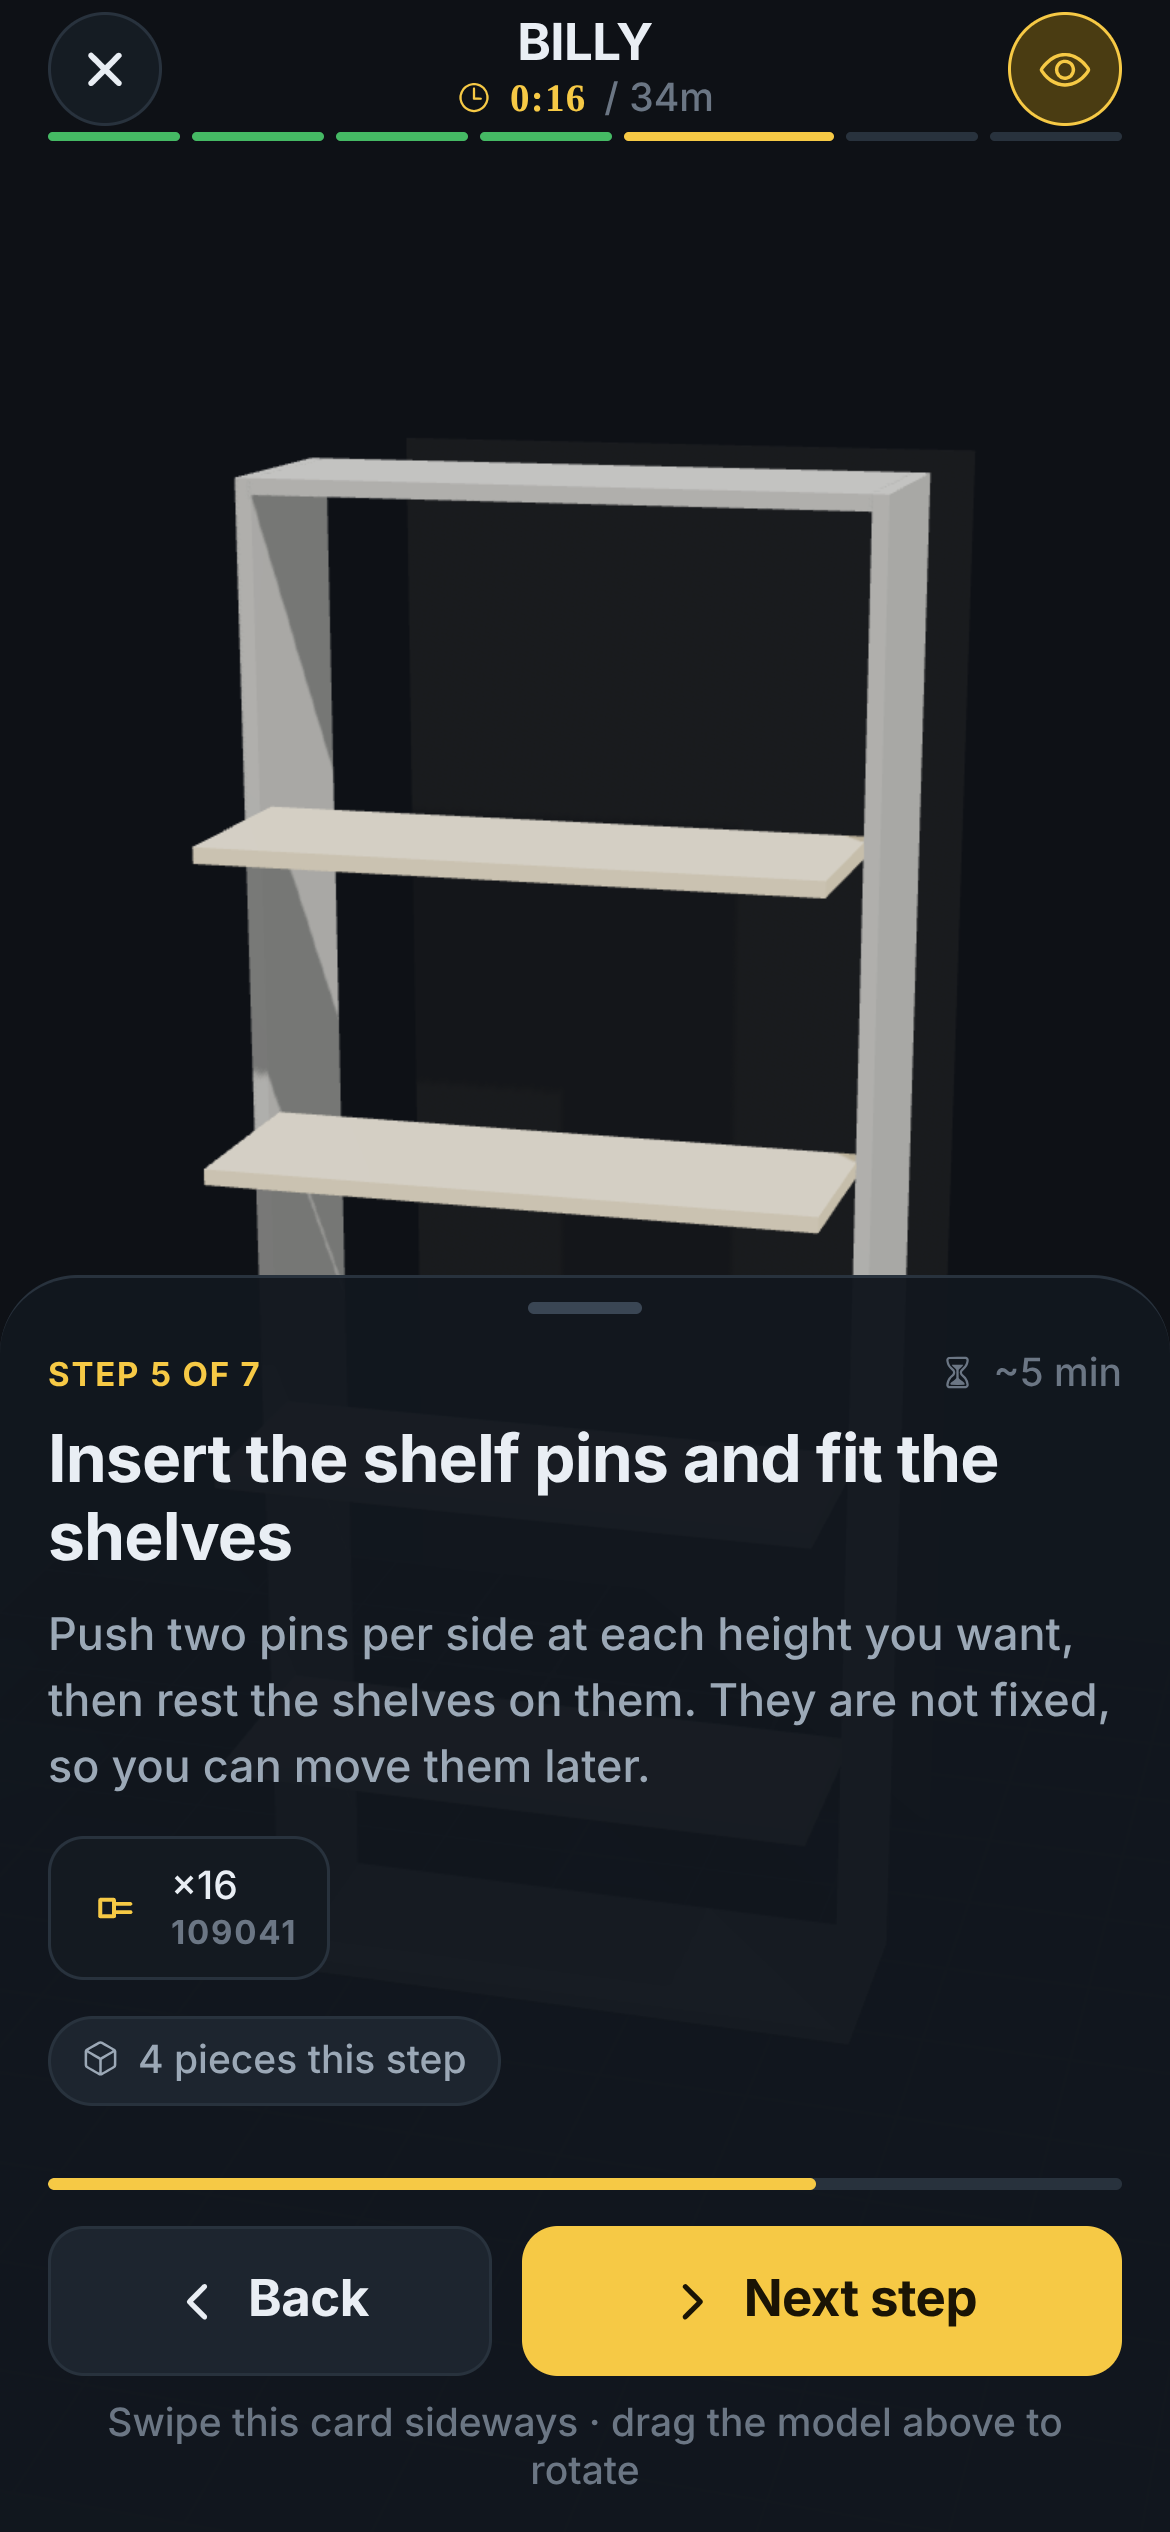 BILLY
0:16 / 34m
STEP 5 OF 7
~5 min
Insert the shelf pins and fit the
shelves
Push two pins per side at each height you want,
then rest the shelves on them. They are not fixed,
so you can move them later.
×16
109041
4 pieces this step
Back
Next step
Swipe this card sideways · drag the model above to
rotate